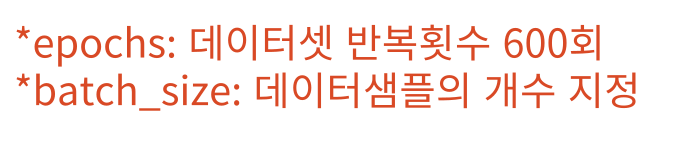 *epochs: 데이터셋 반복횟수 600회
*batch_size: 데이터샘플의 개수 지정